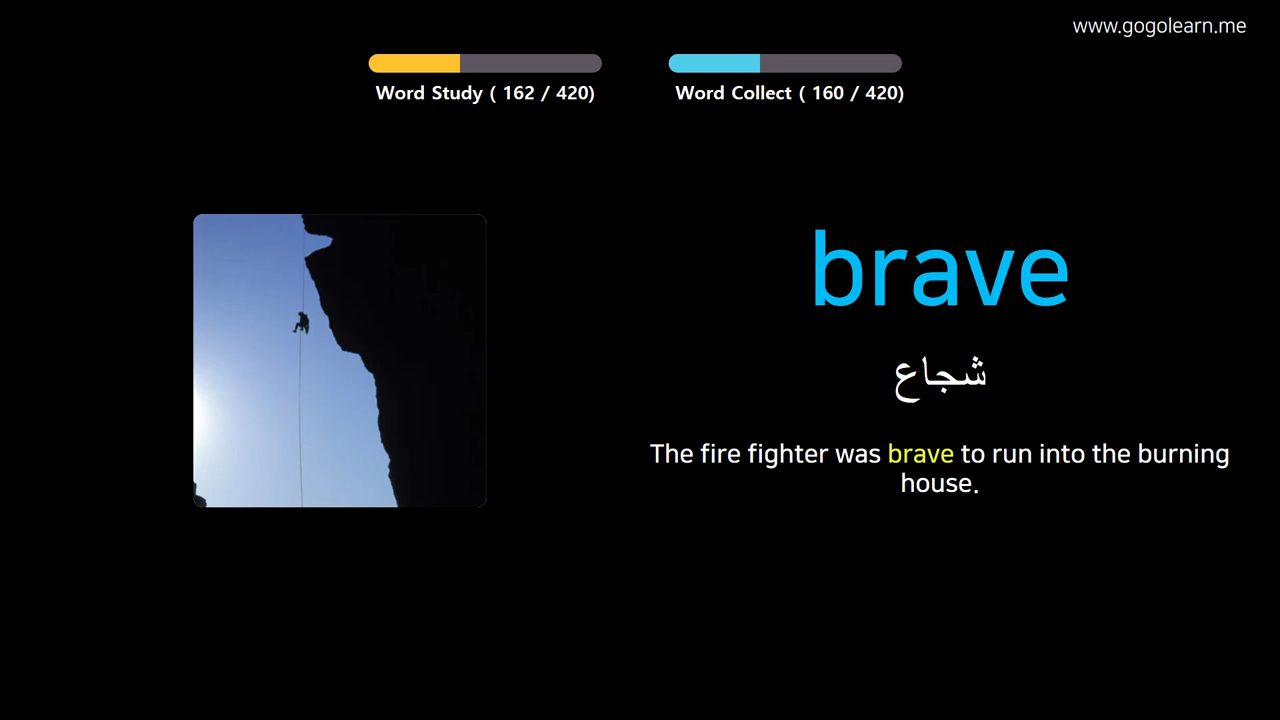 www.gogolearn.me
Word Study ( 162 / 420)
Word Collect ( 160 / 420)
brave
شجاع
The fire fighter was brave to run into the burning
house.